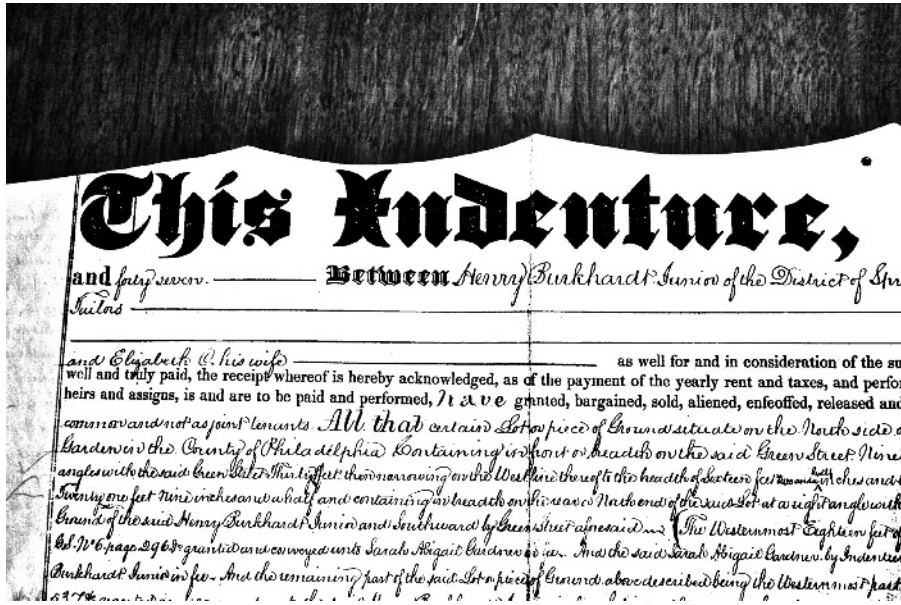 This Indenture,
and forty seven. Between Henry Burkhardt Junior of the District of Spr
Tailors
and Elizabeth C. his wife as well for and in consideration of the su
well and truly paid, the receipt whereof is hereby acknowledged, as of the payment of the yearly rent and taxes, and perfor
heirs and assigns, is and are to be paid and performed, have granted, bargained, sold, aliened, enfeoffed, released and
common and not as joint tenants. All that certain Lot or piece of Ground situate on the North side o
Garden in the County of Philadelphia Containing in front or breadth on the said Green Street Nine
angles with the said Green Street Thirty feet then narrowing on the West line thereof to the breadth of Sixteen feet inches and
Twenty one feet Nine inches and a half and containing in breadth on the rear or North end of the said Lot at a right angle with
Ground of the said Henry Burkhardt Junior and Southward by Green street aforesaid (The Westernmost Eighteen feet of
G.S. No 6. page 296 &c granted and conveyed unto Sarah Abigail Gardner in fee. And the said Sarah Abigail Gardner by Indenture
Burkhardt Junior in fee. And the remaining part of the said Lot or piece of Ground above described being the Westernmost part